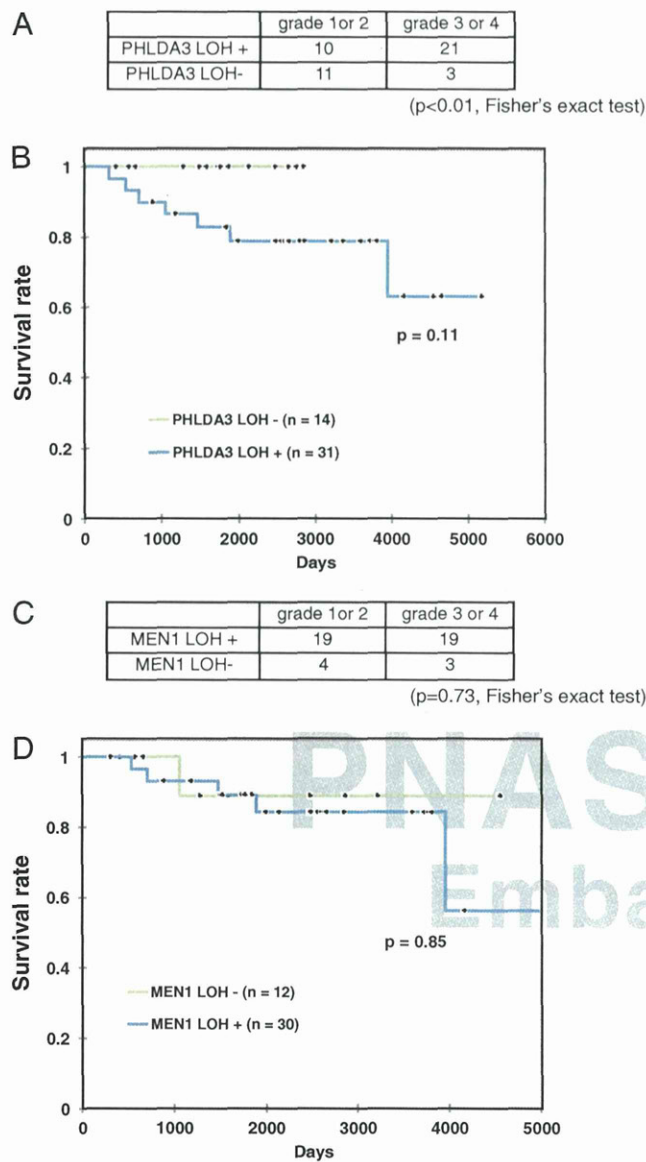 A
grade 1or 2 grade 3 or 4
PHLDA3 LOH + 10 21
PHLDA3 LOH- 11 3
(p<0.01, Fisher's exact test)
B
1
0.8
0.6
0.4
0.2
0
Survival rate
p = 0.11
PHLDA3 LOH - (n = 14)
PHLDA3 LOH + (n = 31)
0 1000 2000 3000 4000 5000 6000
Days
C
grade 1or 2 grade 3 or 4
MEN1 LOH + 19 19
MEN1 LOH- 4 3
(p=0.73, Fisher's exact test)
D
PNAS
Emba
1
0.8
0.6
0.4
0.2
0
Survival rate
p = 0.85
MEN1 LOH - (n = 12)
MEN1 LOH + (n = 30)
0 1000 2000 3000 4000 5000
Days